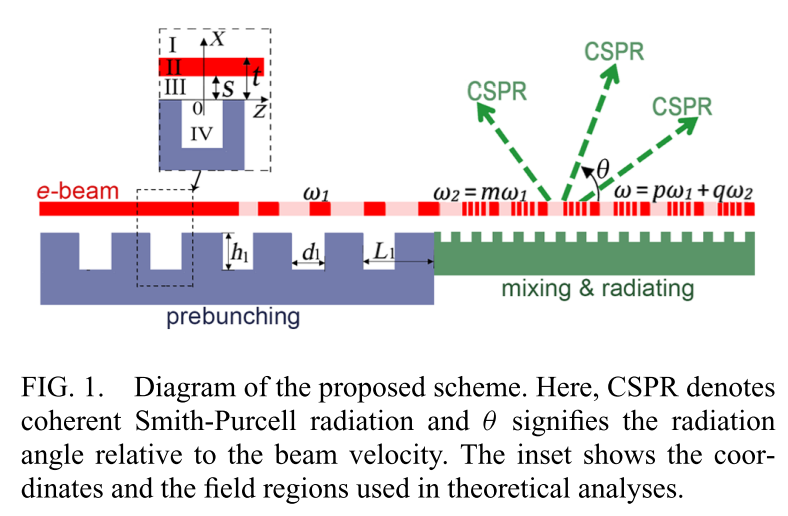 I
X
II
III
s
t
0
Z
IV
CSPR
CSPR
CSPR
θ
e-beam
ω1
ω2=mω1
ω=pω1+qω2
h1
d1
L1
mixing & radiating
prebunching
FIG. 1. Diagram of the proposed scheme. Here, CSPR denotes
coherent Smith-Purcell radiation and θ signifies the radiation
angle relative to the beam velocity. The inset shows the coor-
dinates and the field regions used in theoretical analyses.